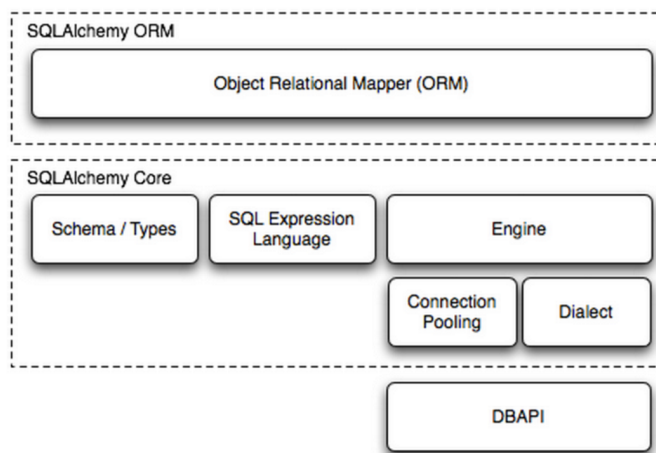 SQLAlchemy ORM
Object Relational Mapper (ORM)
SQLAlchemy Core
Schema / Types
SQL Expression
Language
Engine
Connection
Pooling
Dialect
DBAPI